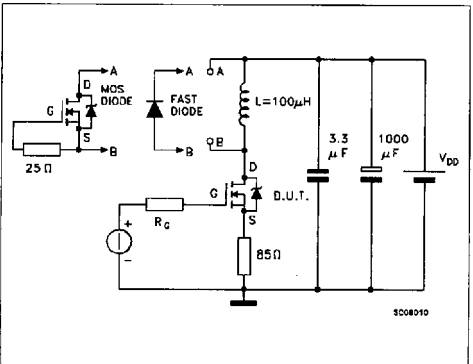 A
D
MOS
DIODE
G
S
B
25 Ω
A
FAST
DIODE
B
A
L=100μH
B
D
G
D.U.T.
S
RG
+
-
85Ω
3.3
μF
1000
μF
VDD
SC08010